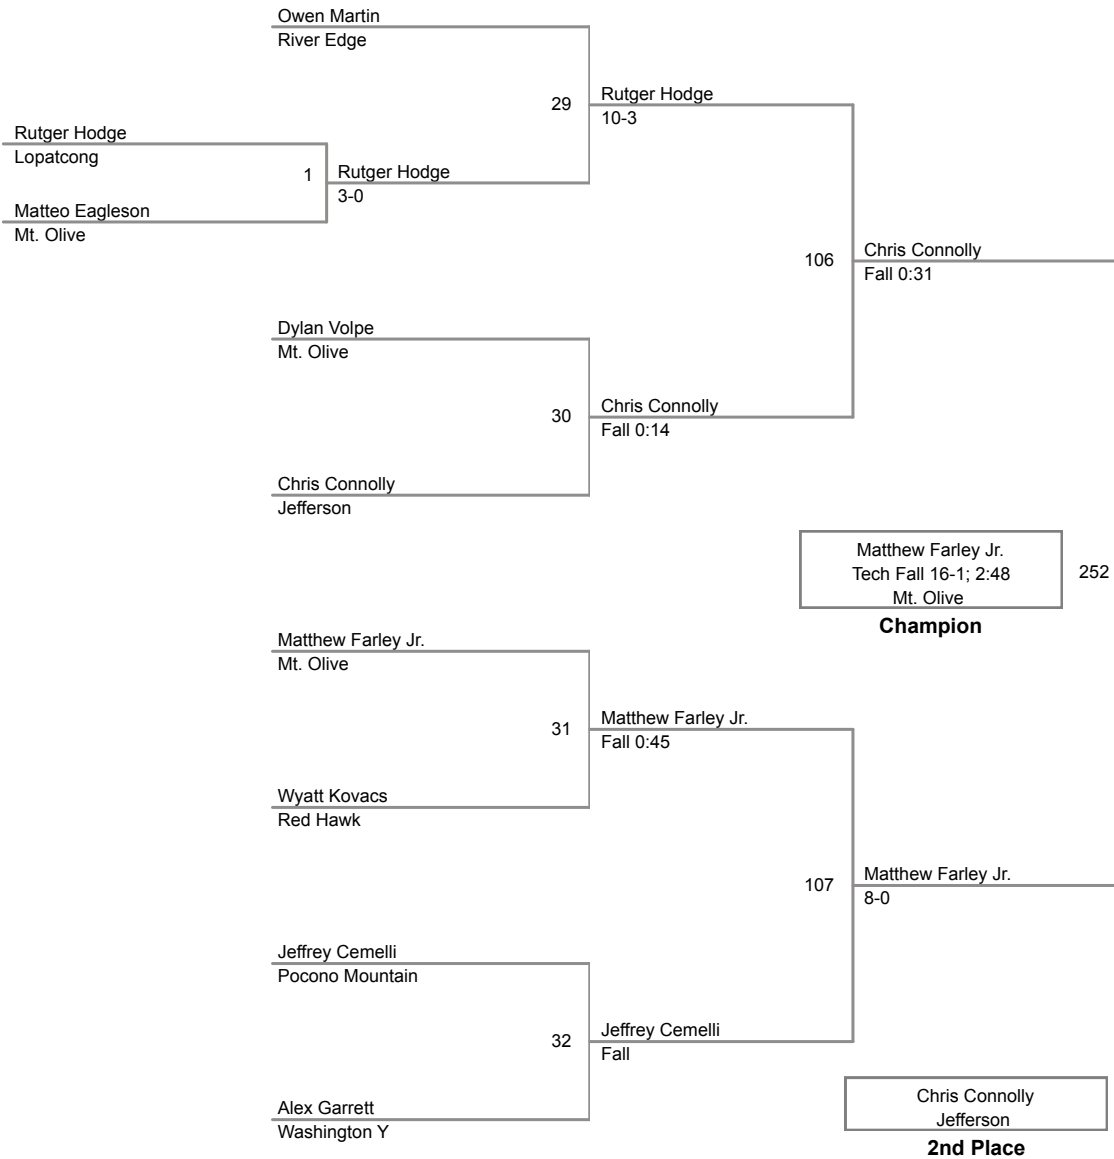 Owen Martin
River Edge
29
Rutger Hodge
10-3
Rutger Hodge
Lopatcong
1
Rutger Hodge
3-0
Matteo Eagleson
Mt. Olive
106
Chris Connolly
Fall 0:31
Dylan Volpe
Mt. Olive
30
Chris Connolly
Fall 0:14
Chris Connolly
Jefferson
Matthew Farley Jr.
Tech Fall 16-1; 2:48
Mt. Olive
252
Champion
Matthew Farley Jr.
Mt. Olive
31
Matthew Farley Jr.
Fall 0:45
Wyatt Kovacs
Red Hawk
107
Matthew Farley Jr.
8-0
Jeffrey Cemelli
Pocono Mountain
32
Jeffrey Cemelli
Fall
Alex Garrett
Washington Y
Chris Connolly
Jefferson
2nd Place